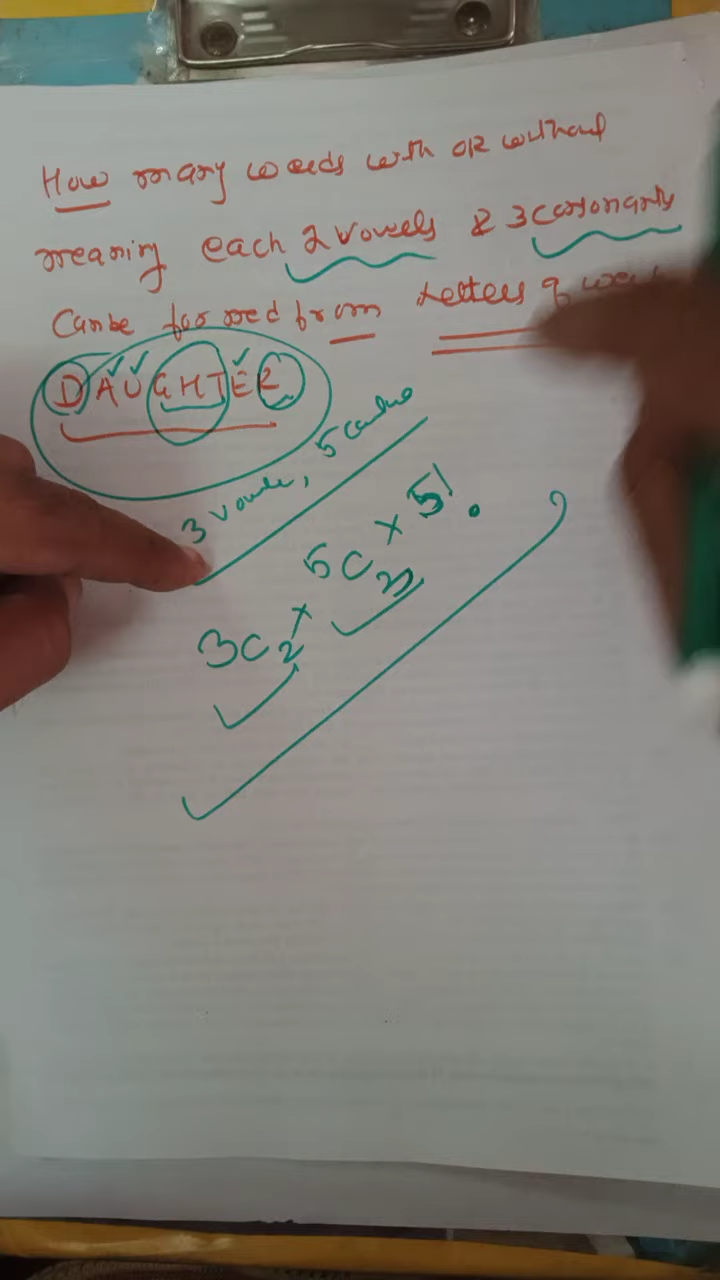 How many words with or without
meaning each 2 vowels & 3 consonants
Can be formed from Letters of
DAUGHTER
3 vowels, 5
3C2 × 5C3 × 5!